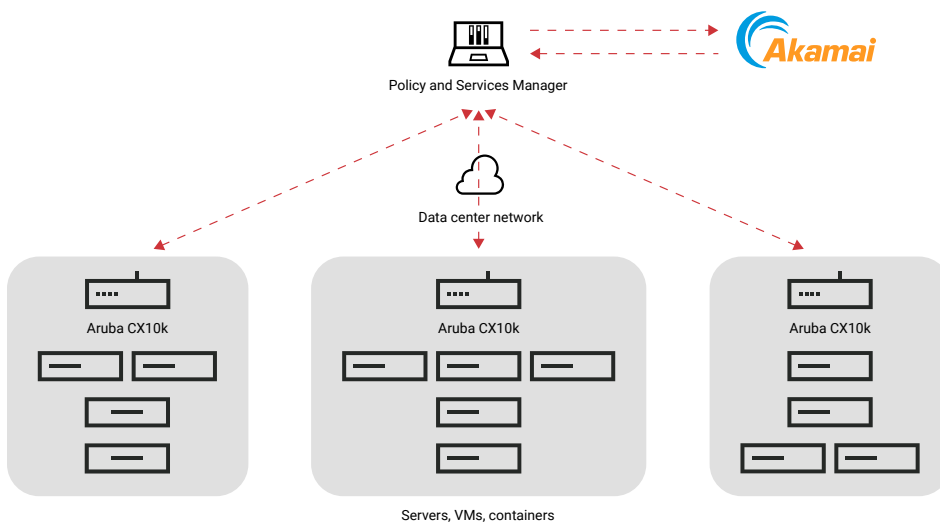 Akamai
Policy and Services Manager
Data center network
Aruba CX10k
Aruba CX10k
Aruba CX10k
Servers, VMs, containers